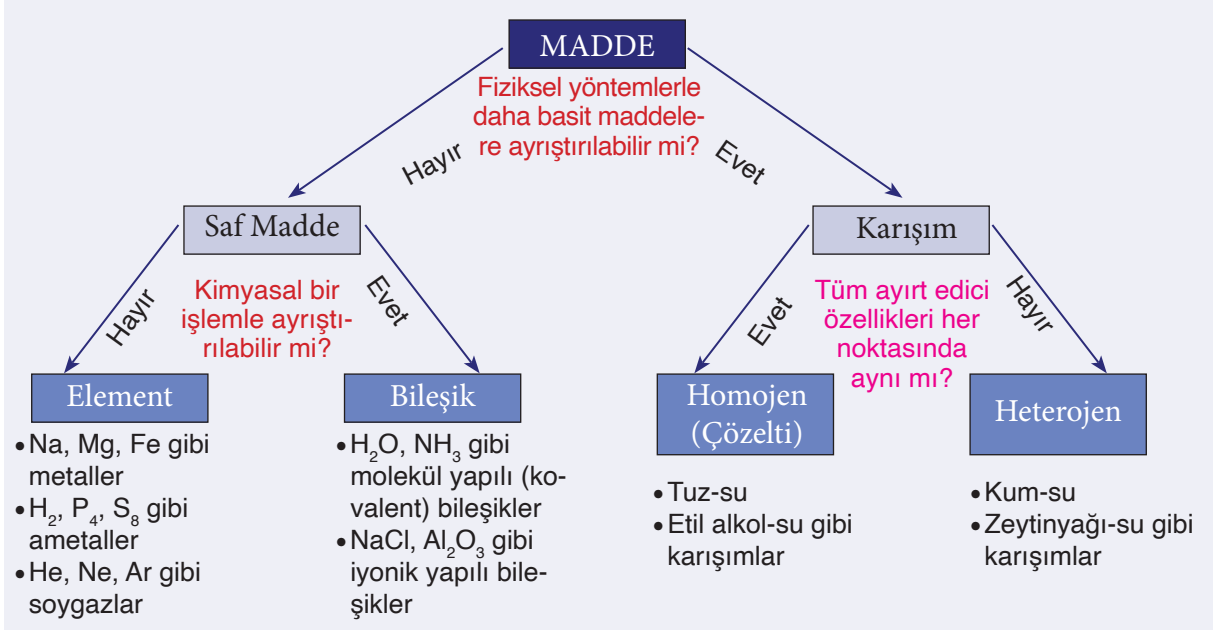 MADDE
Fiziksel yöntemlerle
daha basit maddele-
re ayrıştırılabilir mi?
Hayır
Evet
Saf Madde
Karışım
Hayır
Kimyasal bir
işlemle ayrıştı-
rılabilir mi?
Evet
Evet
Tüm ayırt edici
özellikleri her
noktasında
aynı mı?
Hayır
Element
Bileşik
Homojen
(Çözelti)
Heterojen
•Na, Mg, Fe gibi
metaller
•H₂, P₄, S₈ gibi
ametaller
•He, Ne, Ar gibi
soygazlar
•H₂O, NH₃ gibi
molekül yapılı (ko-
valent) bileşikler
•NaCl, Al₂O₃ gibi
iyonik yapılı bile-
şikler
•Tuz-su
•Etil alkol-su gibi
karışımlar
•Kum-su
•Zeytinyağı-su gibi
karışımlar